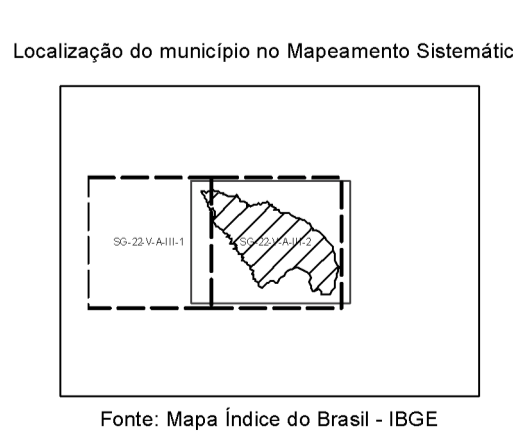 Localização do município no Mapeamento Sistemátic
SG-22-V-A-III-1
SG-22-V-A-III-2
Fonte: Mapa Índice do Brasil - IBGE